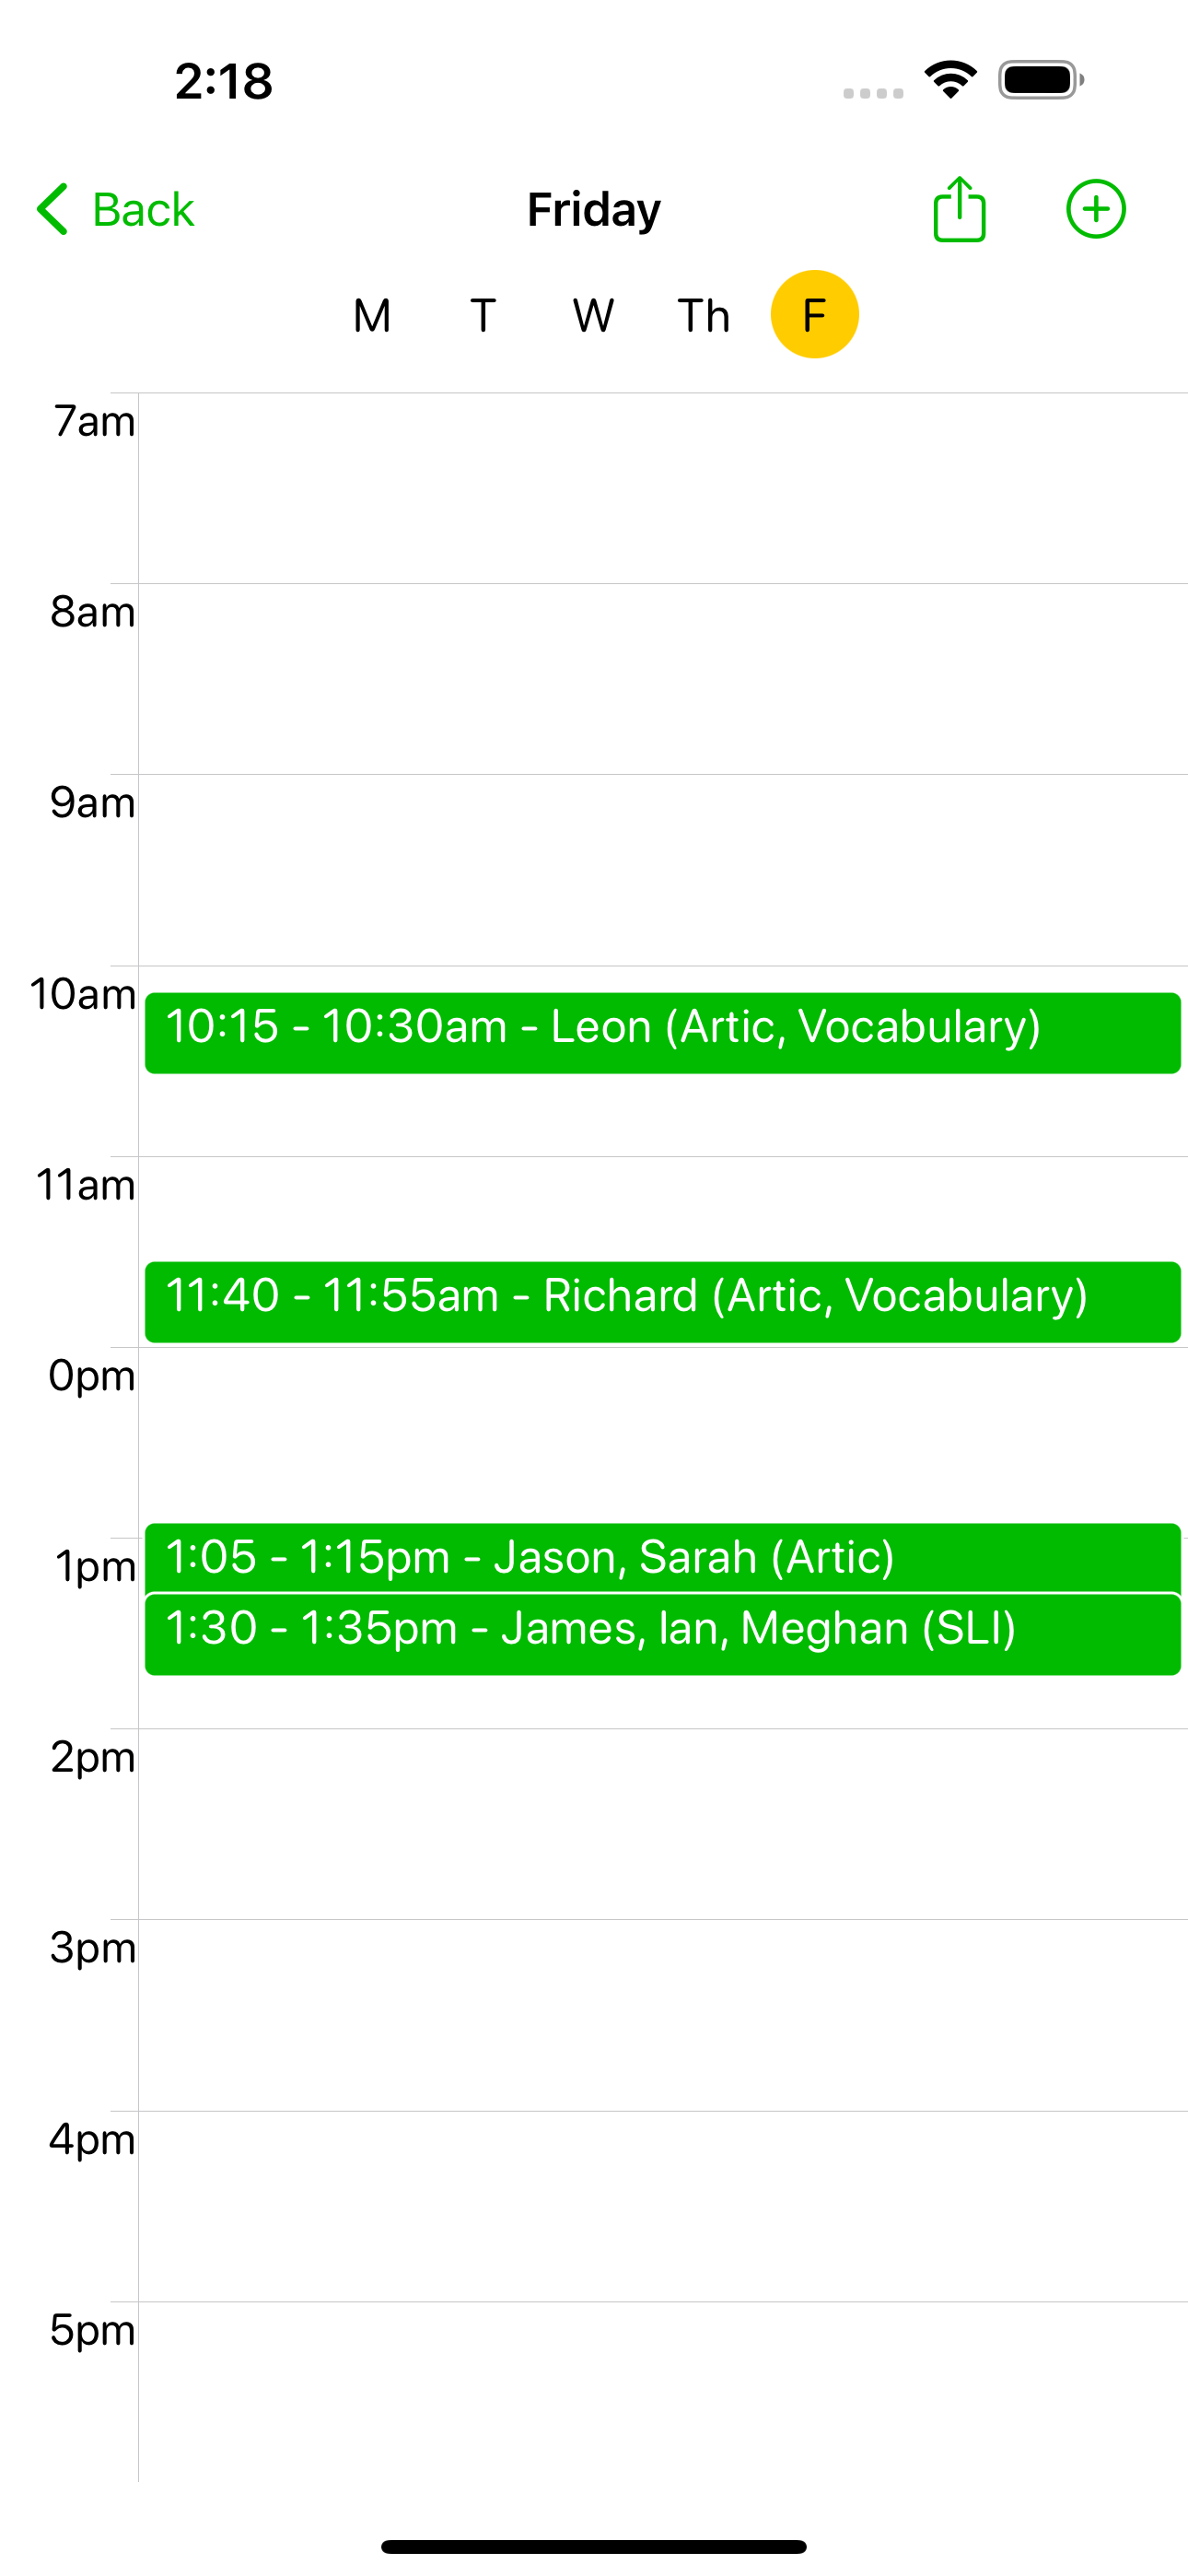 2:18
Back
Friday
M T W Th F
7am
8am
9am
10am
10:15 - 10:30am - Leon (Artic, Vocabulary)
11am
11:40 - 11:55am - Richard (Artic, Vocabulary)
0pm
1:05 - 1:15pm - Jason, Sarah (Artic)
1pm
1:30 - 1:35pm - James, Ian, Meghan (SLI)
2pm
3pm
4pm
5pm